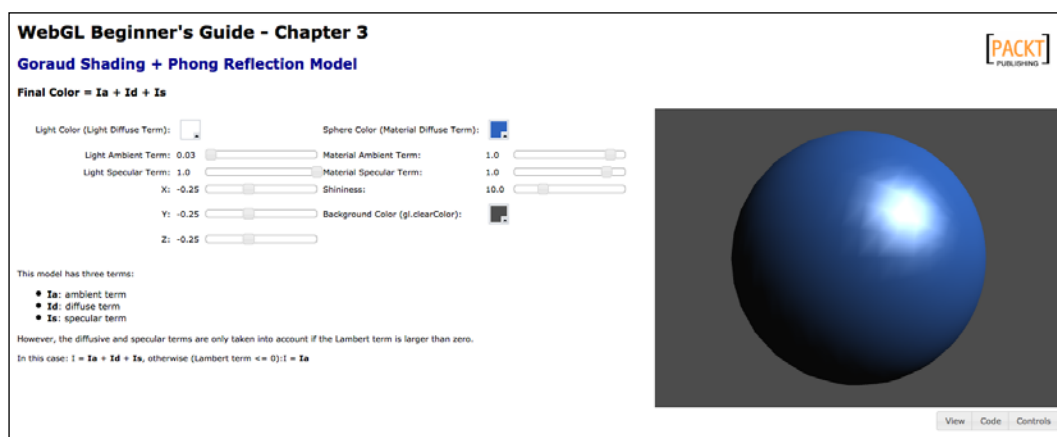 WebGL Beginner's Guide - Chapter 3
[PACKT]
PUBLISHING
Goraud Shading + Phong Reflection Model
Final Color = Ia + Id + Is
Light Color (Light Diffuse Term):
Sphere Color (Material Diffuse Term):
Light Ambient Term: 0.03
Material Ambient Term: 1.0
Light Specular Term: 1.0
Material Specular Term: 1.0
X: -0.25
Shininess: 10.0
Y: -0.25
Background Color (gl.clearColor):
Z: -0.25
This model has three terms:
• Ia: ambient term
• Id: diffuse term
• Is: specular term
However, the diffusive and specular terms are only taken into account if the Lambert term is larger than zero.
In this case: I = Ia + Id + Is, otherwise (Lambert term <= 0):I = Ia
View Code Controls